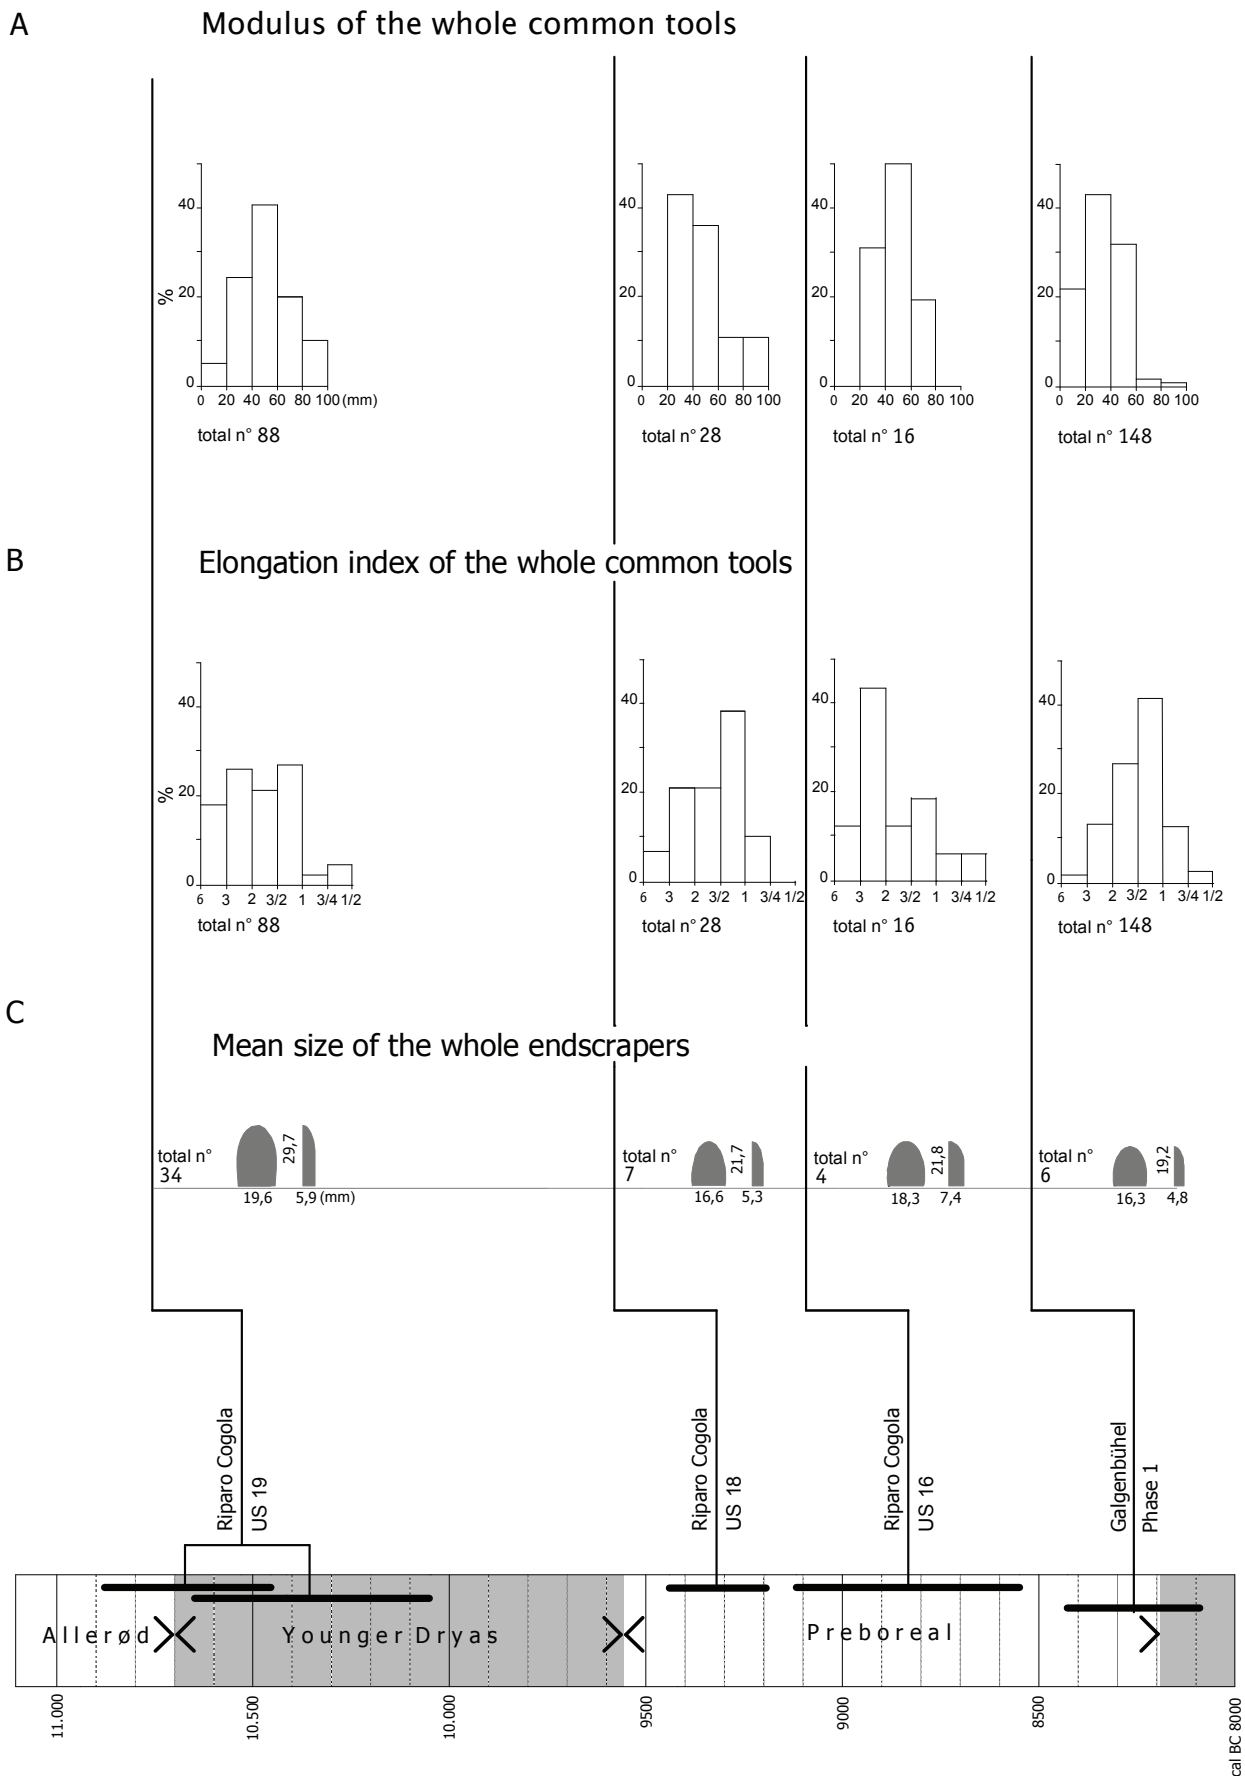 A
Modulus of the whole common tools
%
40
20
0
0 20 40 60 80 100 (mm)
total n° 88
40
20
0
0 20 40 60 80 100
total n° 28
40
20
0
0 20 40 60 80 100
total n° 16
40
20
0
0 20 40 60 80 100
total n° 148
B
Elongation index of the whole common tools
%
40
20
0
6 3 2 3/2 1 3/4 1/2
total n° 88
40
20
0
6 3 2 3/2 1 3/4 1/2
total n° 28
40
20
0
6 3 2 3/2 1 3/4 1/2
total n° 16
40
20
0
6 3 2 3/2 1 3/4 1/2
total n° 148
C
Mean size of the whole endscrapers
total n°
34
29,7
19,6 5,9 (mm)
total n°
7
21,7
16,6 5,3
total n°
4
21,8
18,3 7,4
total n°
6
19,2
16,3 4,8
Riparo Cogola
US 19
Riparo Cogola
US 18
Riparo Cogola
US 16
Galgenbühel
Phase 1
Allerød
Younger Dryas
Preboreal
11.000
10.500
10.000
9500
9000
8500
cal BC 8000